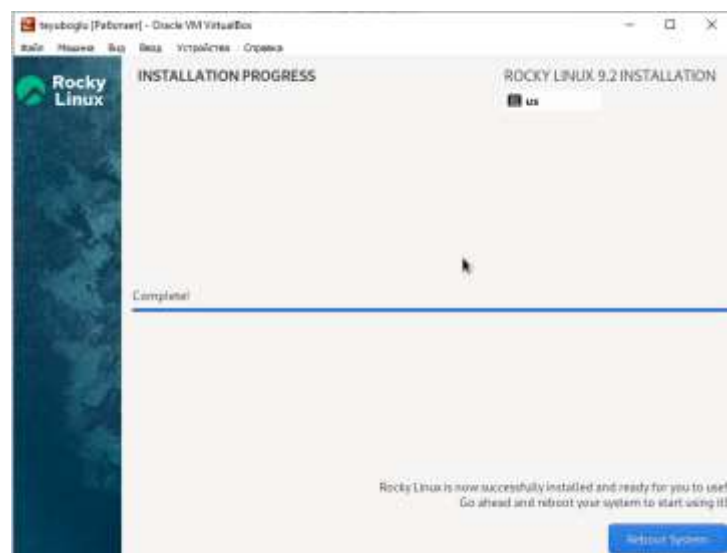 teyuboglu [Работает] - Oracle VM VirtualBox
Файл Машина Вид Ввод Устройства Справка
Rocky
Linux
INSTALLATION PROGRESS
ROCKY LINUX 9.2 INSTALLATION
us
Complete!
Rocky Linux is now successfully installed and ready for you to use!
Go ahead and reboot your system to start using it!
Reboot System